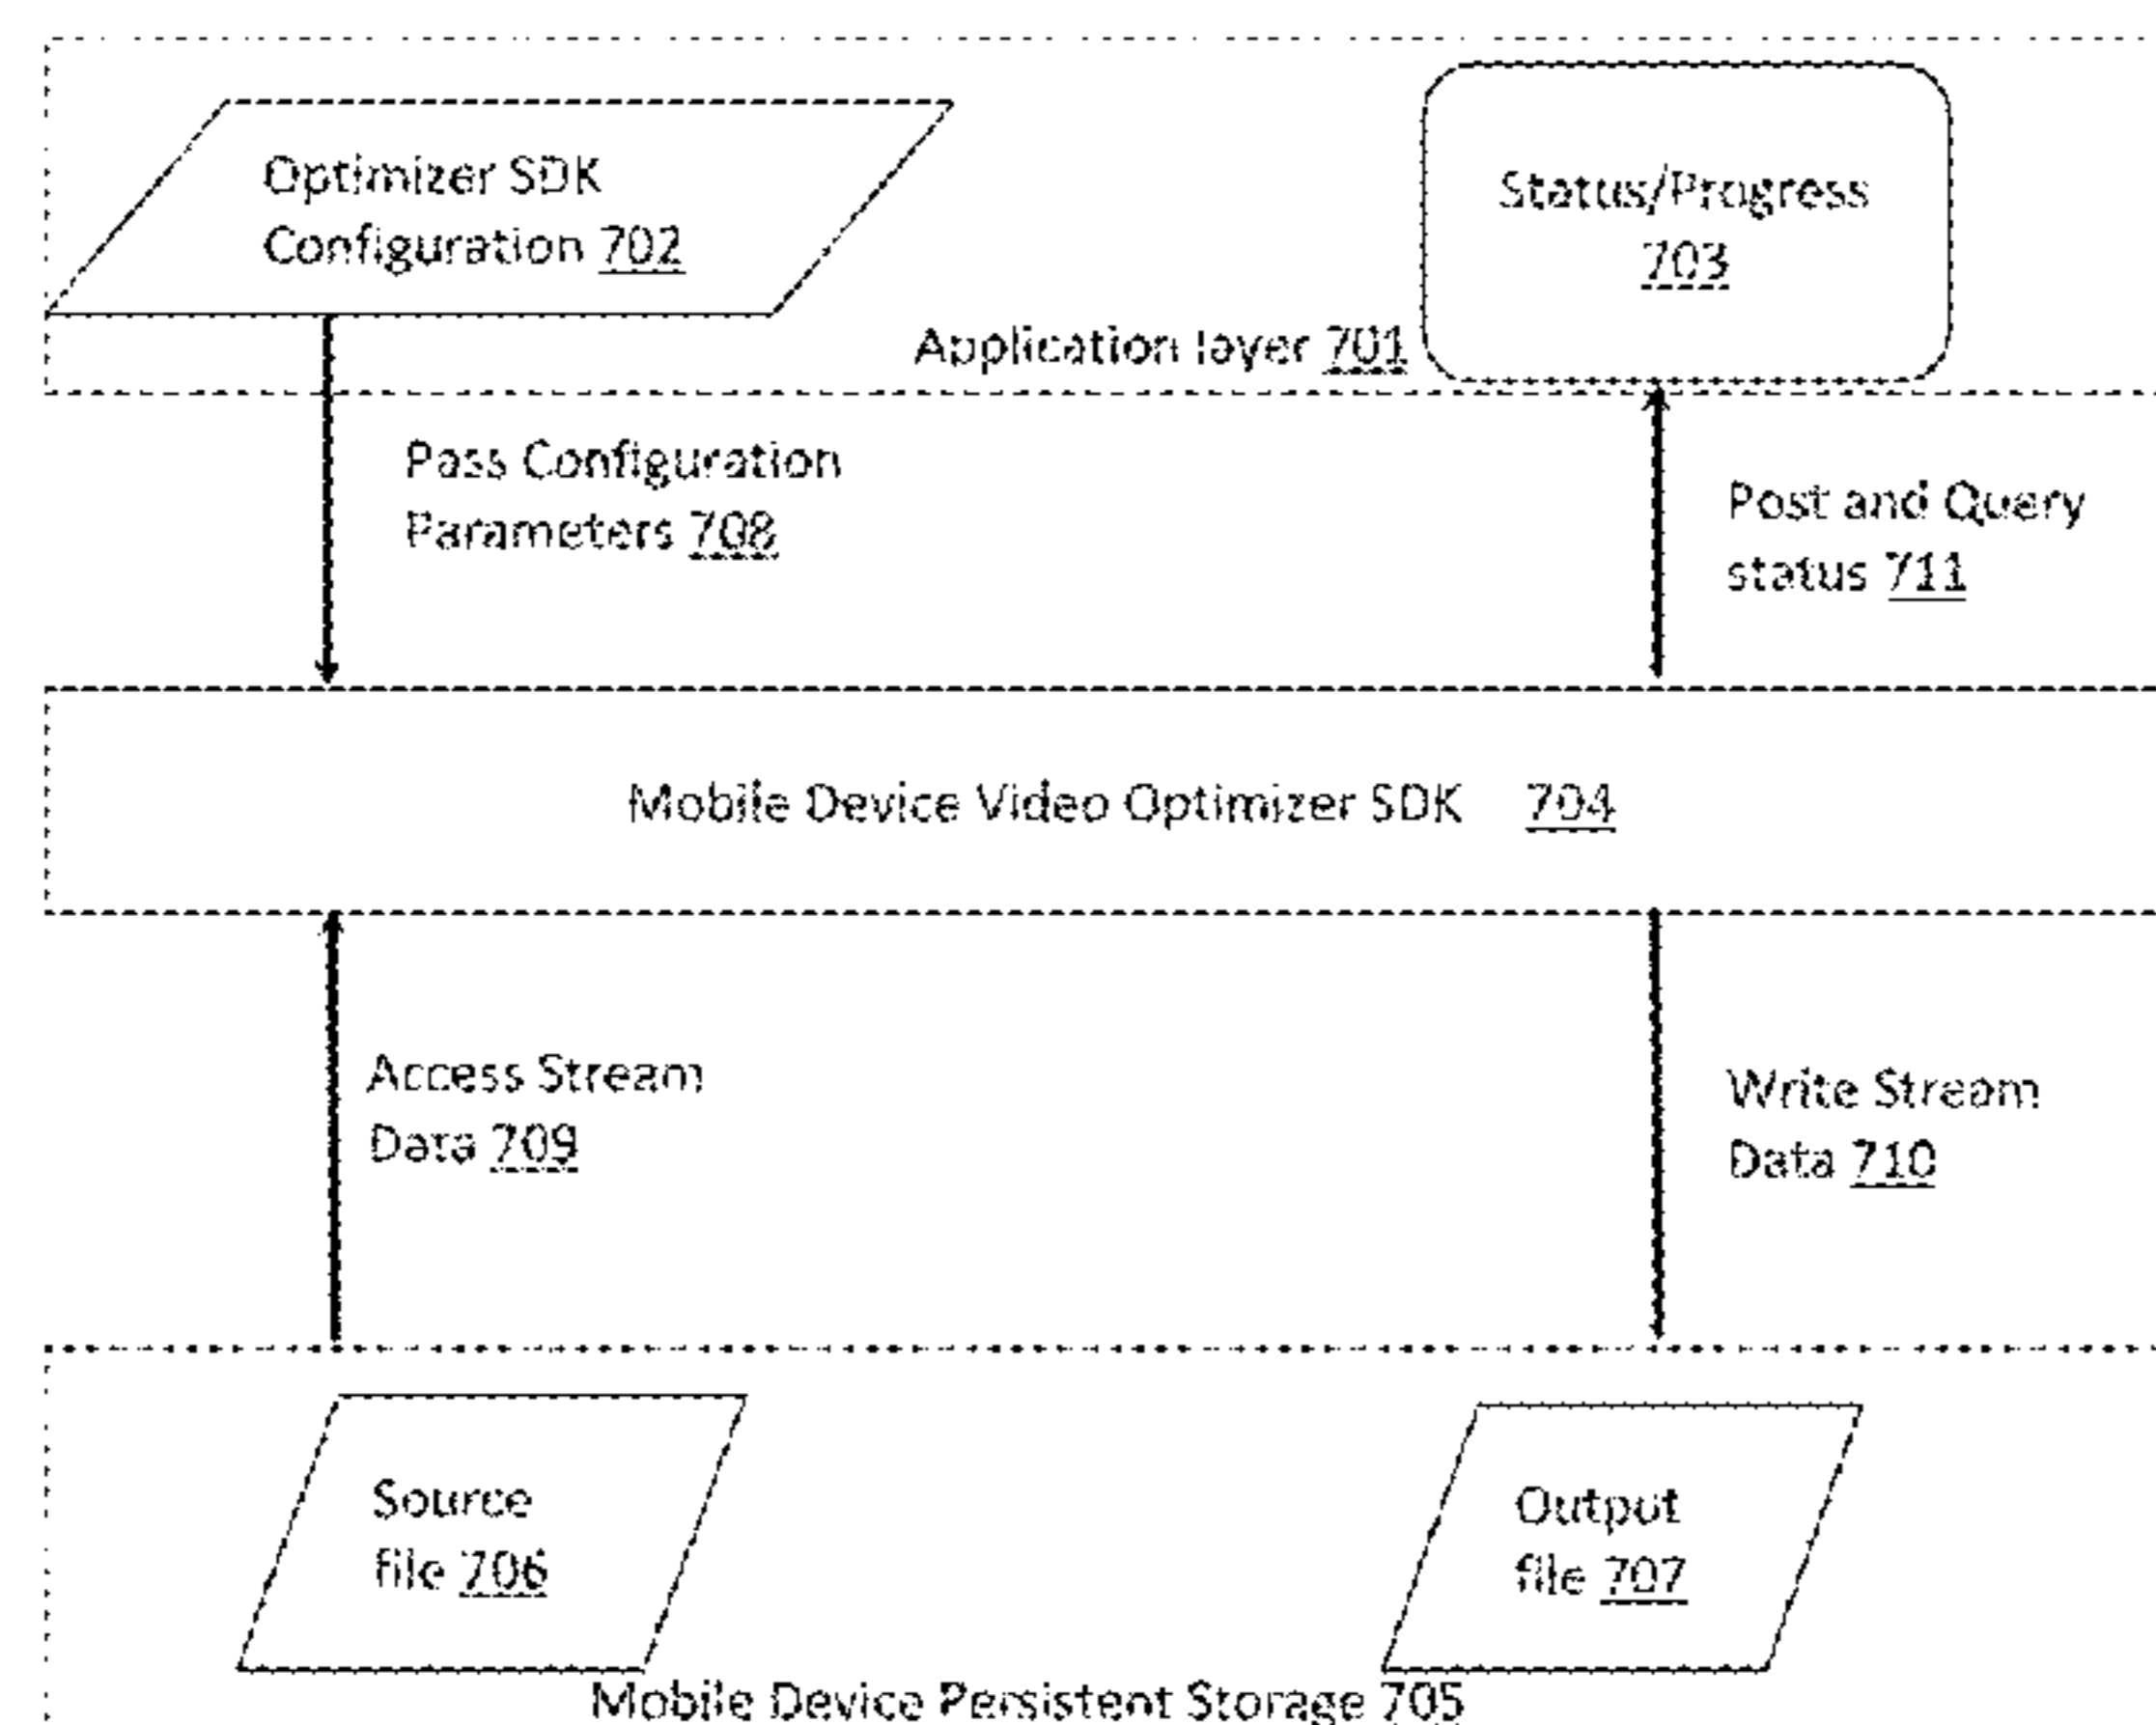 Optimizer SDK
Configuration 702
Status/Progress
703
Application layer 701
Pass Configuration
Parameters 708
Post and Query
status 711
Mobile Device Video Optimizer SDK 704
Access Stream
Data 709
Write Stream
Data 710
Source
file 706
Output
file 707
Mobile Device Persistent Storage 705